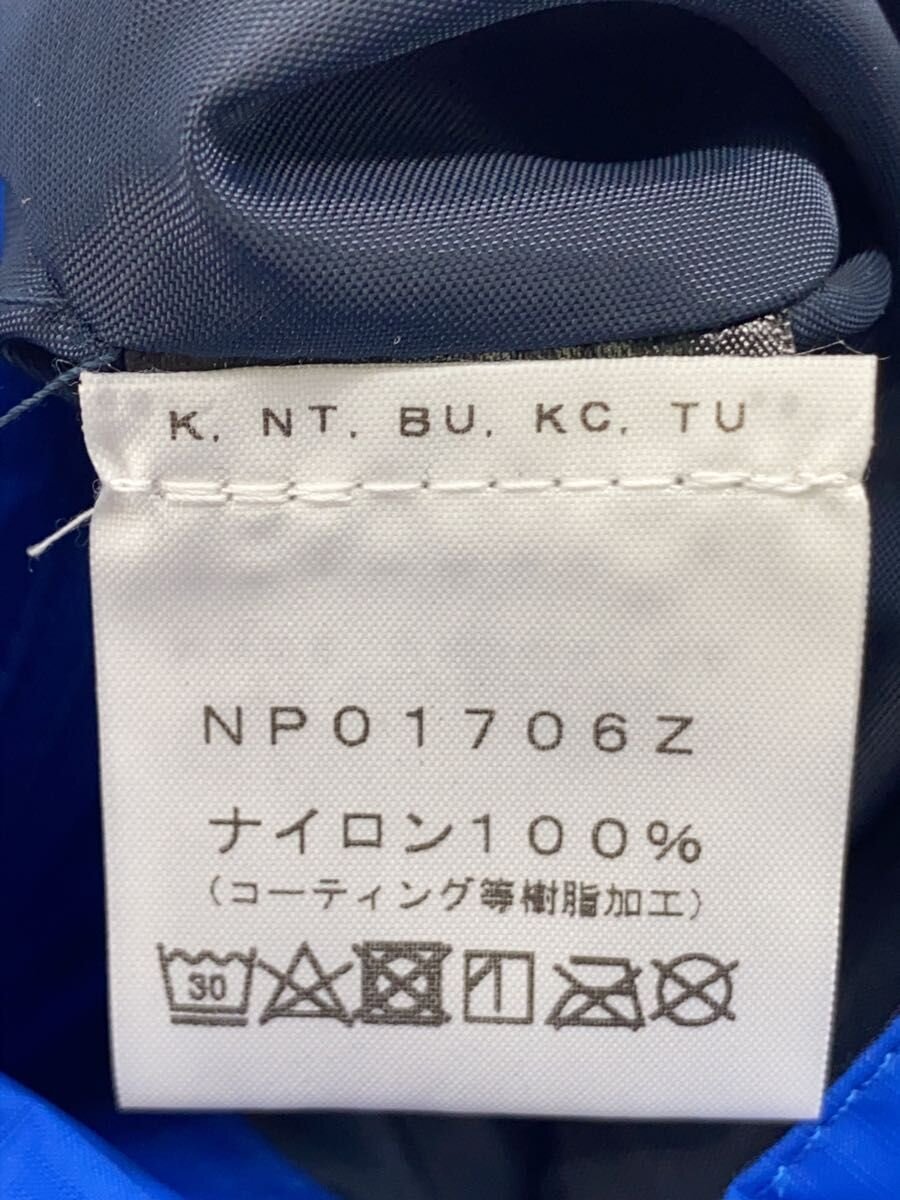 K, NT, BU, KC, TU
NP01706Z
ナイロン100%
(コーティング等樹脂加工)
30